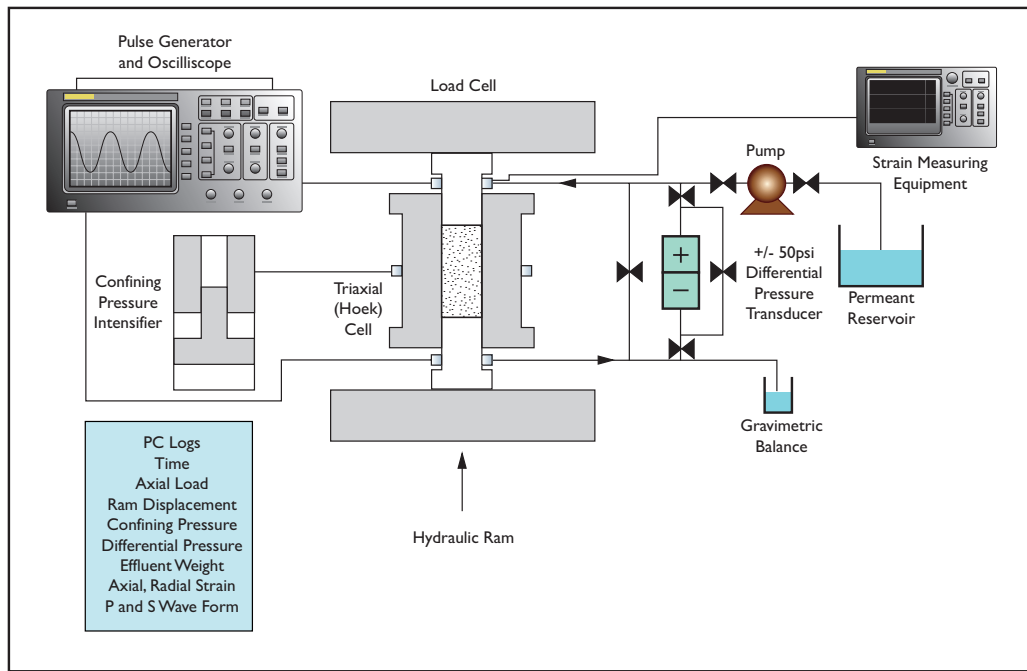 Pulse Generator
and Oscilliscope
Load Cell
Strain Measuring
Equipment
Pump
+/- 50psi
Differential
Pressure
Transducer
Permeant
Reservoir
Confining
Pressure
Intensifier
Triaxial
(Hoek)
Cell
+
−
Gravimetric
Balance
Hydraulic Ram
PC Logs
Time
Axial Load
Ram Displacement
Confining Pressure
Differential Pressure
Effluent Weight
Axial, Radial Strain
P and S Wave Form